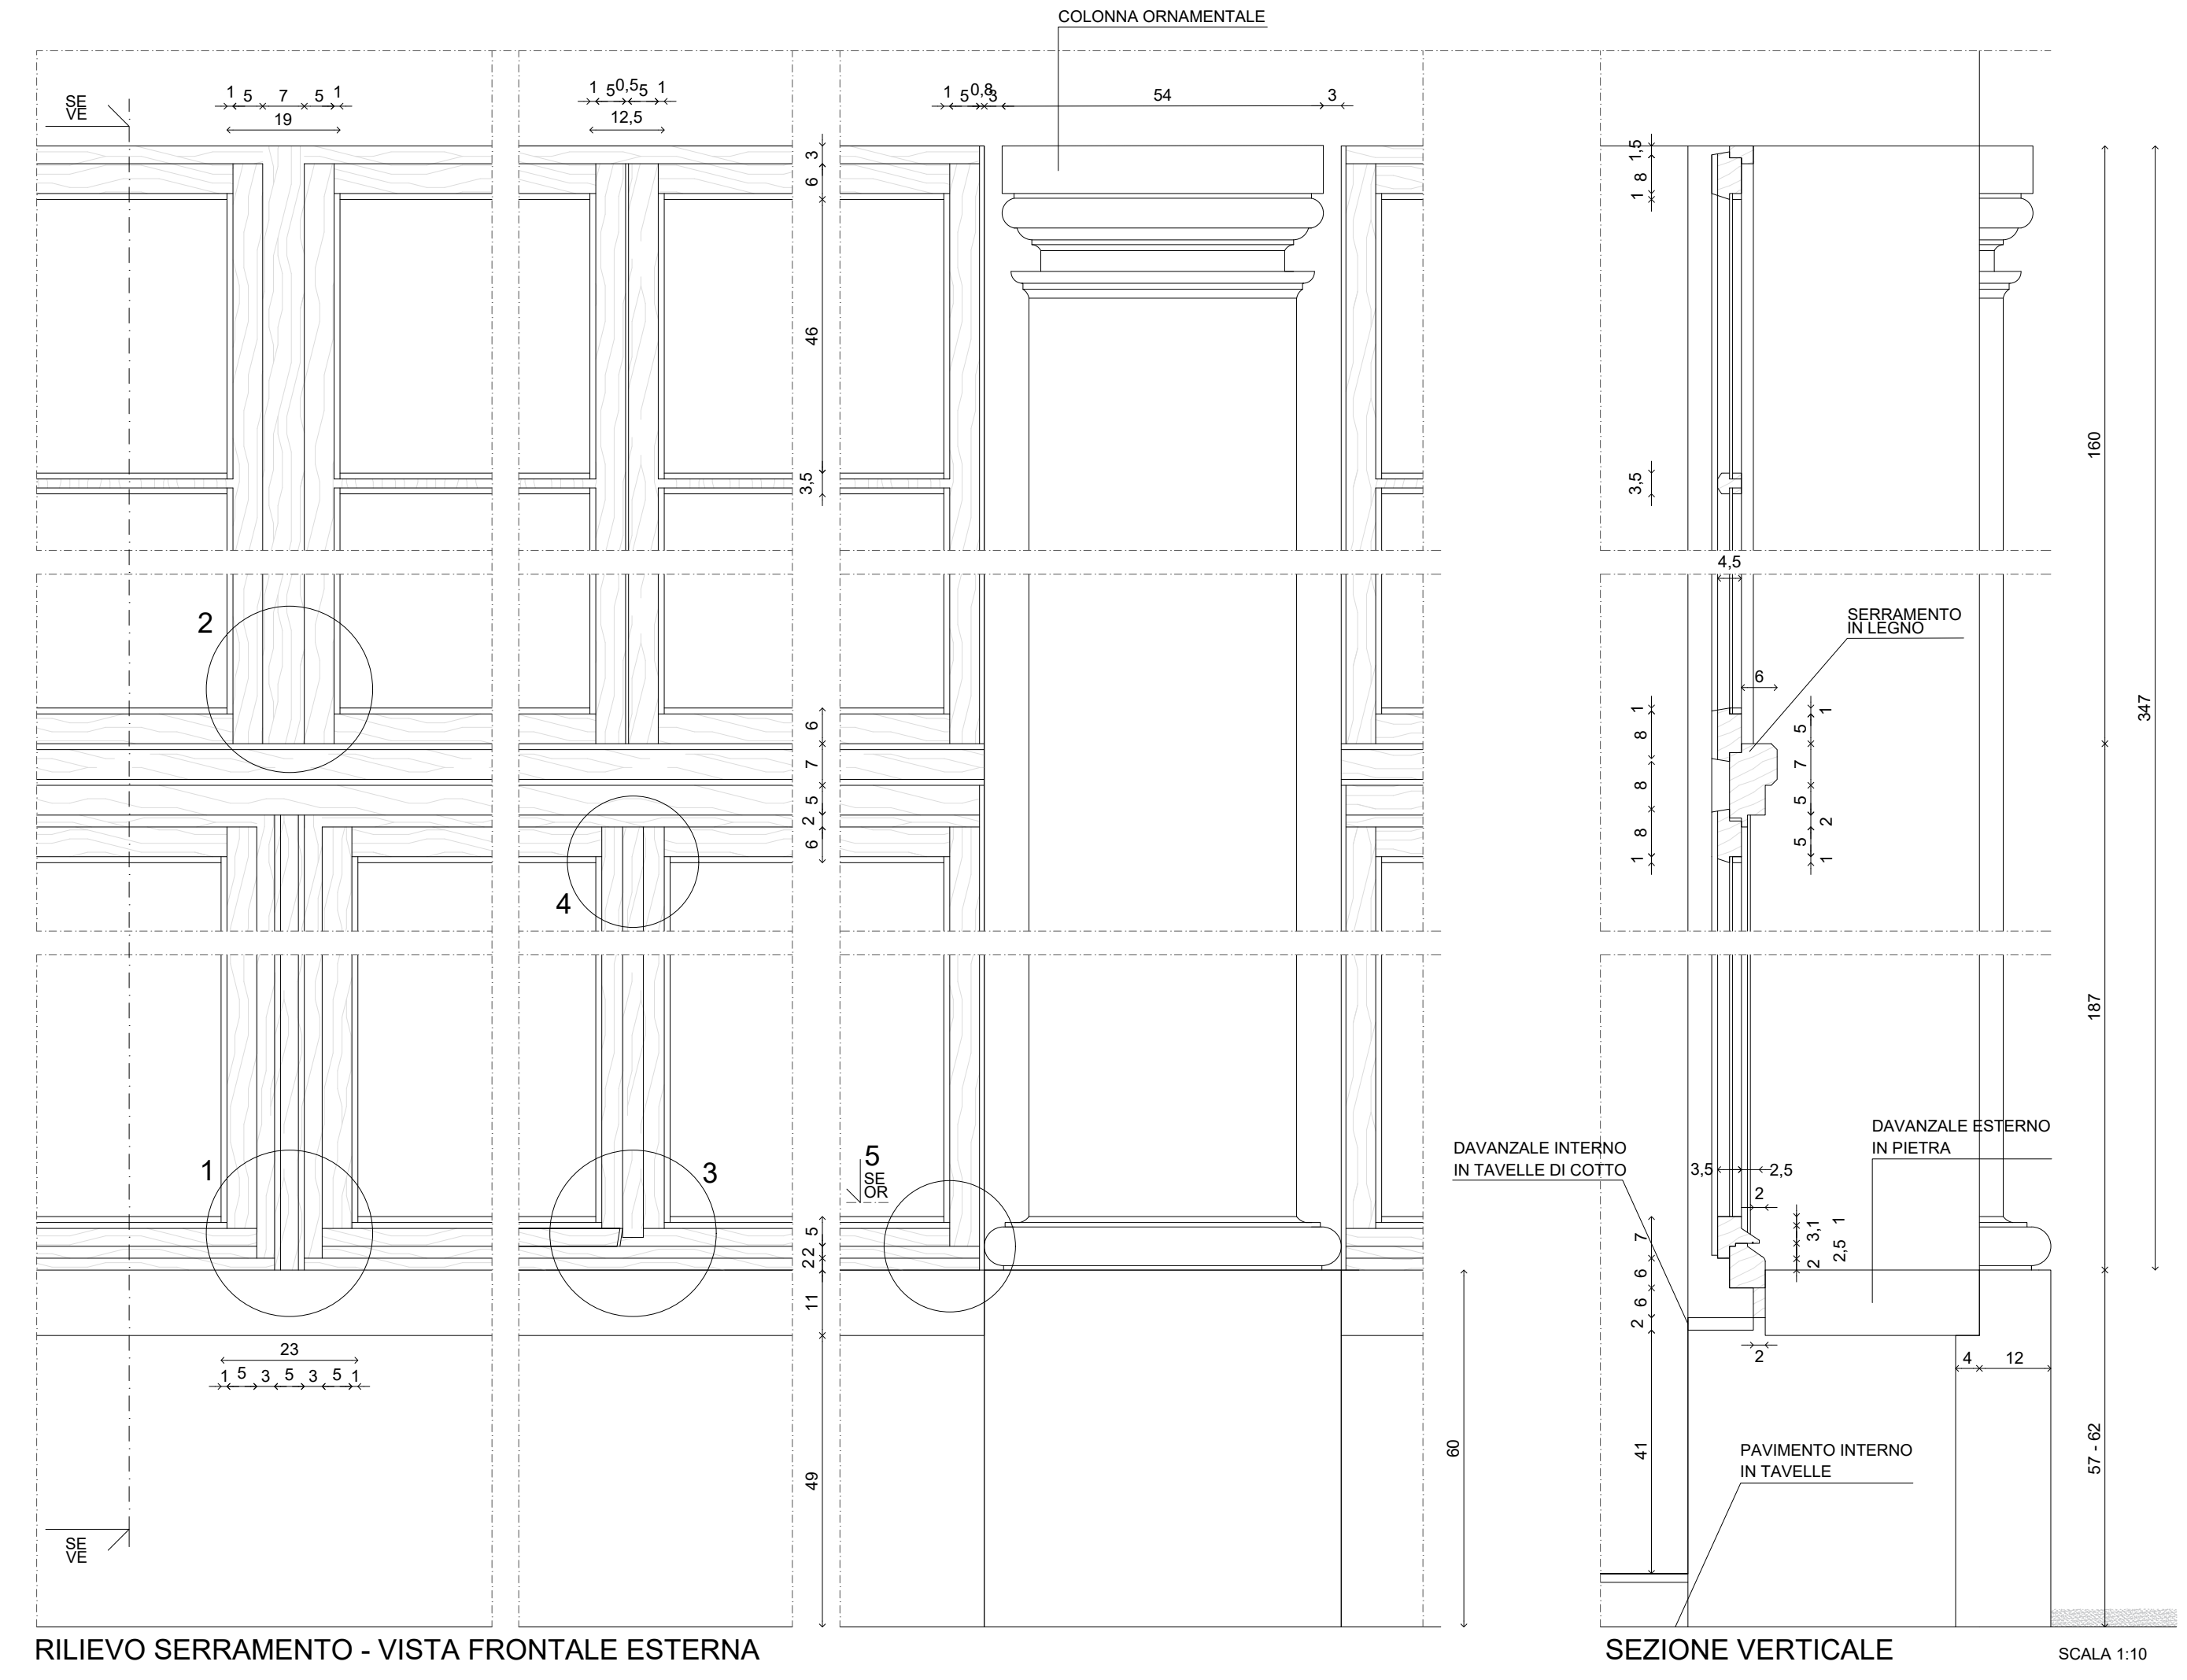 COLONNA ORNAMENTALE
SE
VE
1 5 7 5 1
19
1 5 0,5 5 1
12,5
1 5 0,8 3 54 3
3
6
46
3,5
6
7
5
2
6
5
2 2
11
49
60
2
4
1
3
5
SE
OR
23
1 5 3 5 3 5 1
SE
VE
1,5
8
1
3,5
4,5
SERRAMENTO
IN LEGNO
6
1
8
8
8
1
1
5
7
5
2
5
1
160
347
187
57 - 62
DAVANZALE INTERNO
IN TAVELLE DI COTTO
DAVANZALE ESTERNO
IN PIETRA
3,5 2,5
2
7
6
6
2
41
1
3,1
2,5
2
2
4 12
PAVIMENTO INTERNO
IN TAVELLE
RILIEVO SERRAMENTO - VISTA FRONTALE ESTERNA
SEZIONE VERTICALE
SCALA 1:10